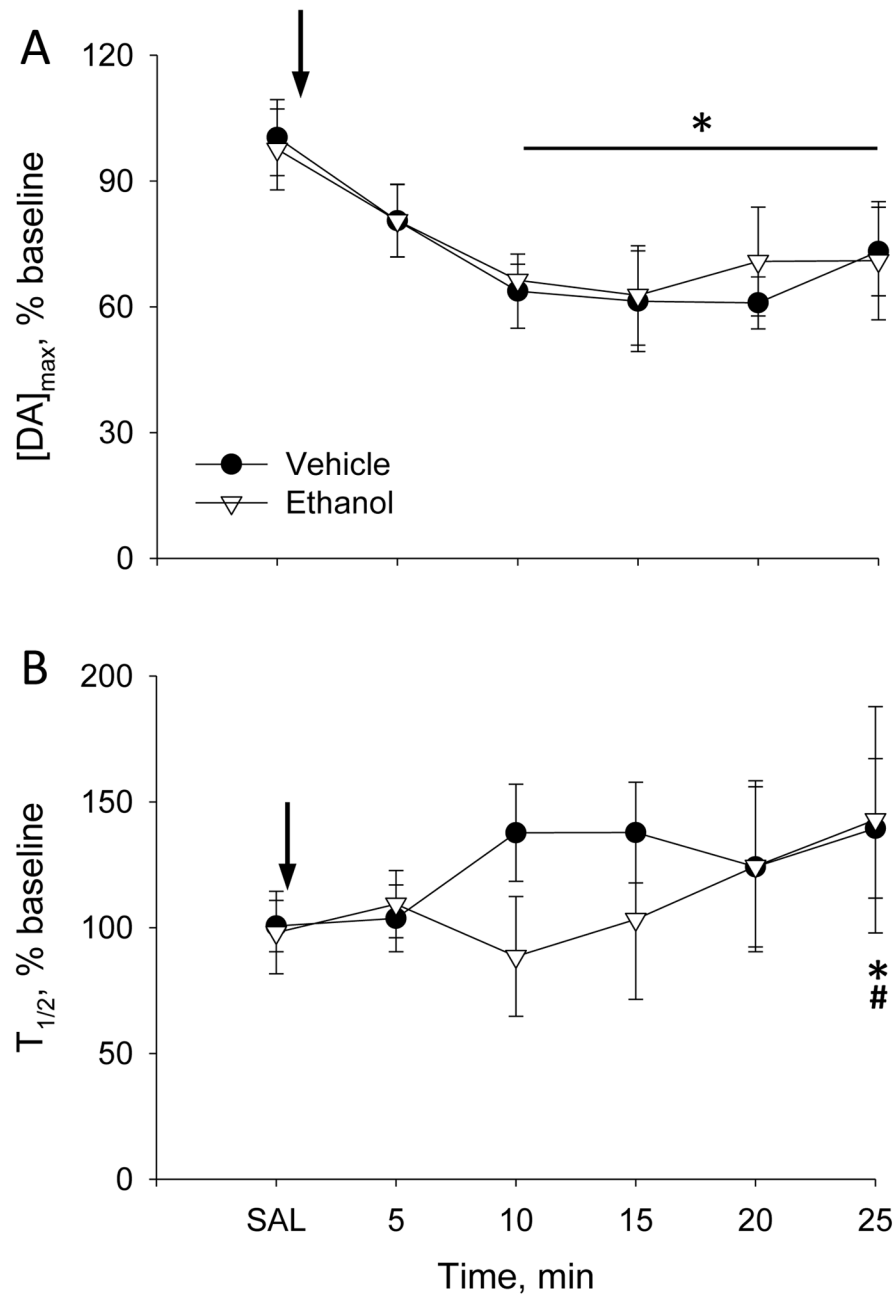 A
120
*
90
60
30
0
[DA]max, % baseline
Vehicle
Ethanol
B
200
150
100
50
0
T1/2, % baseline
*
#
SAL 5 10 15 20 25
Time, min